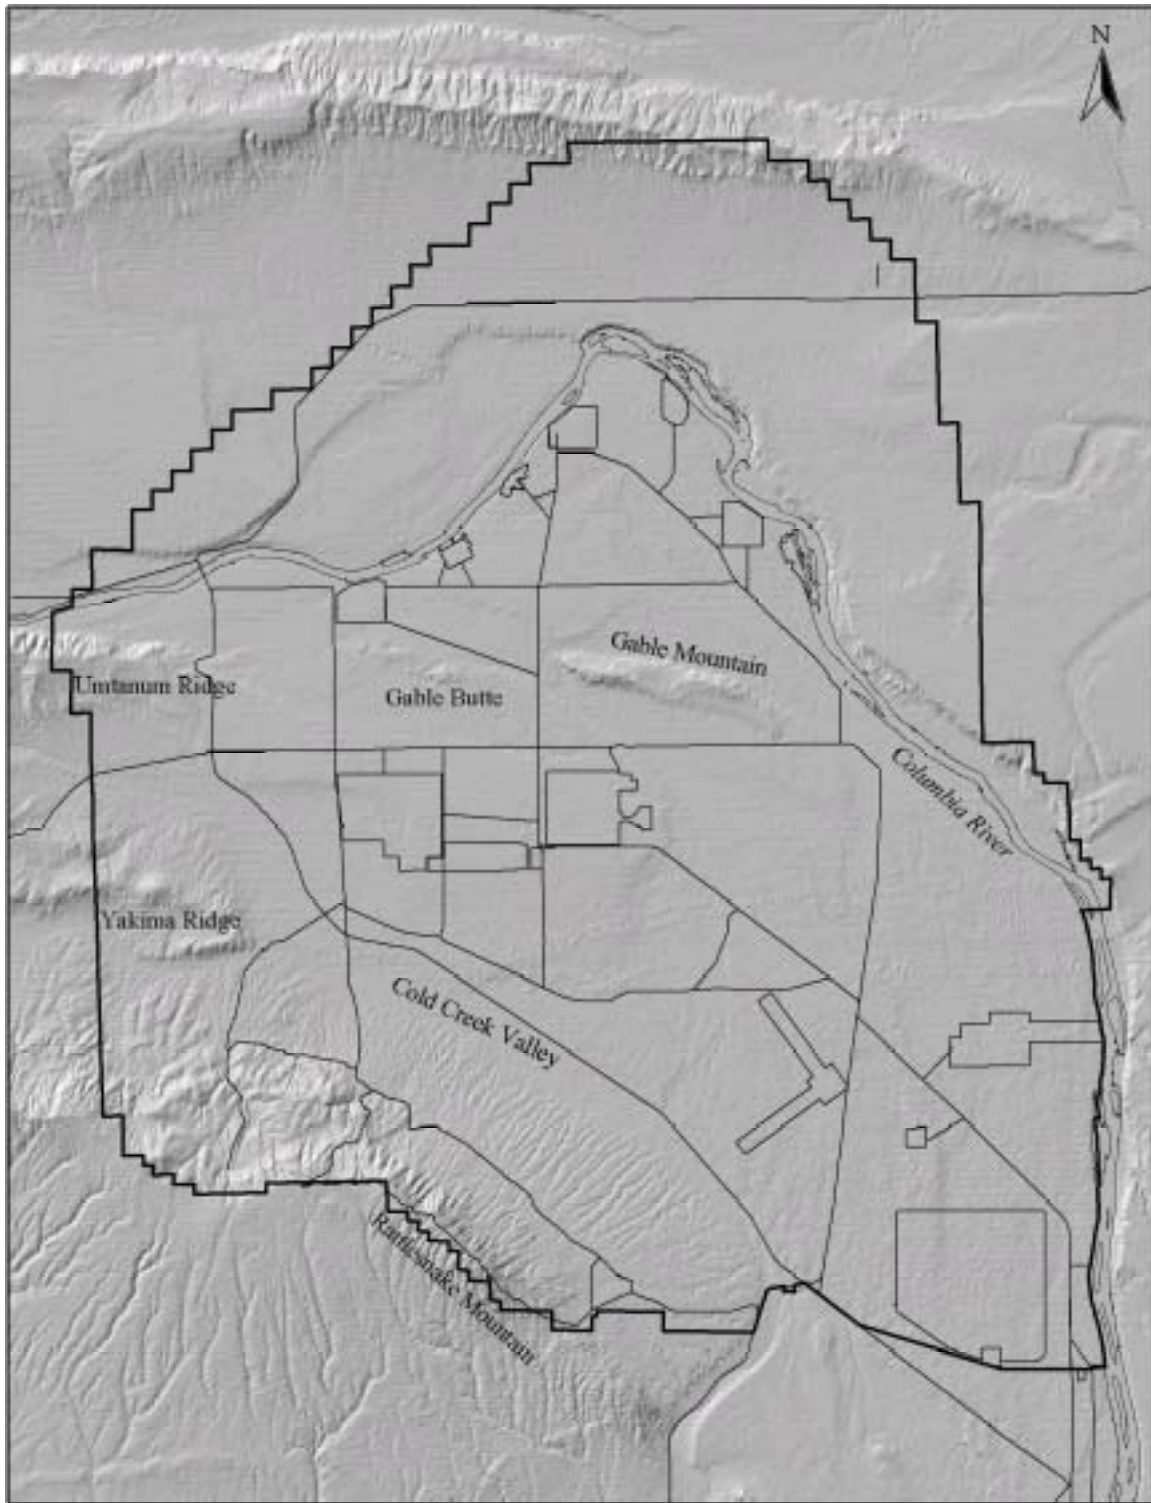 N
Gable Mountain
Umtanum Ridge
Gable Butte
Columbia River
Yakima Ridge
Cold Creek Valley
Rattlesnake Mountain